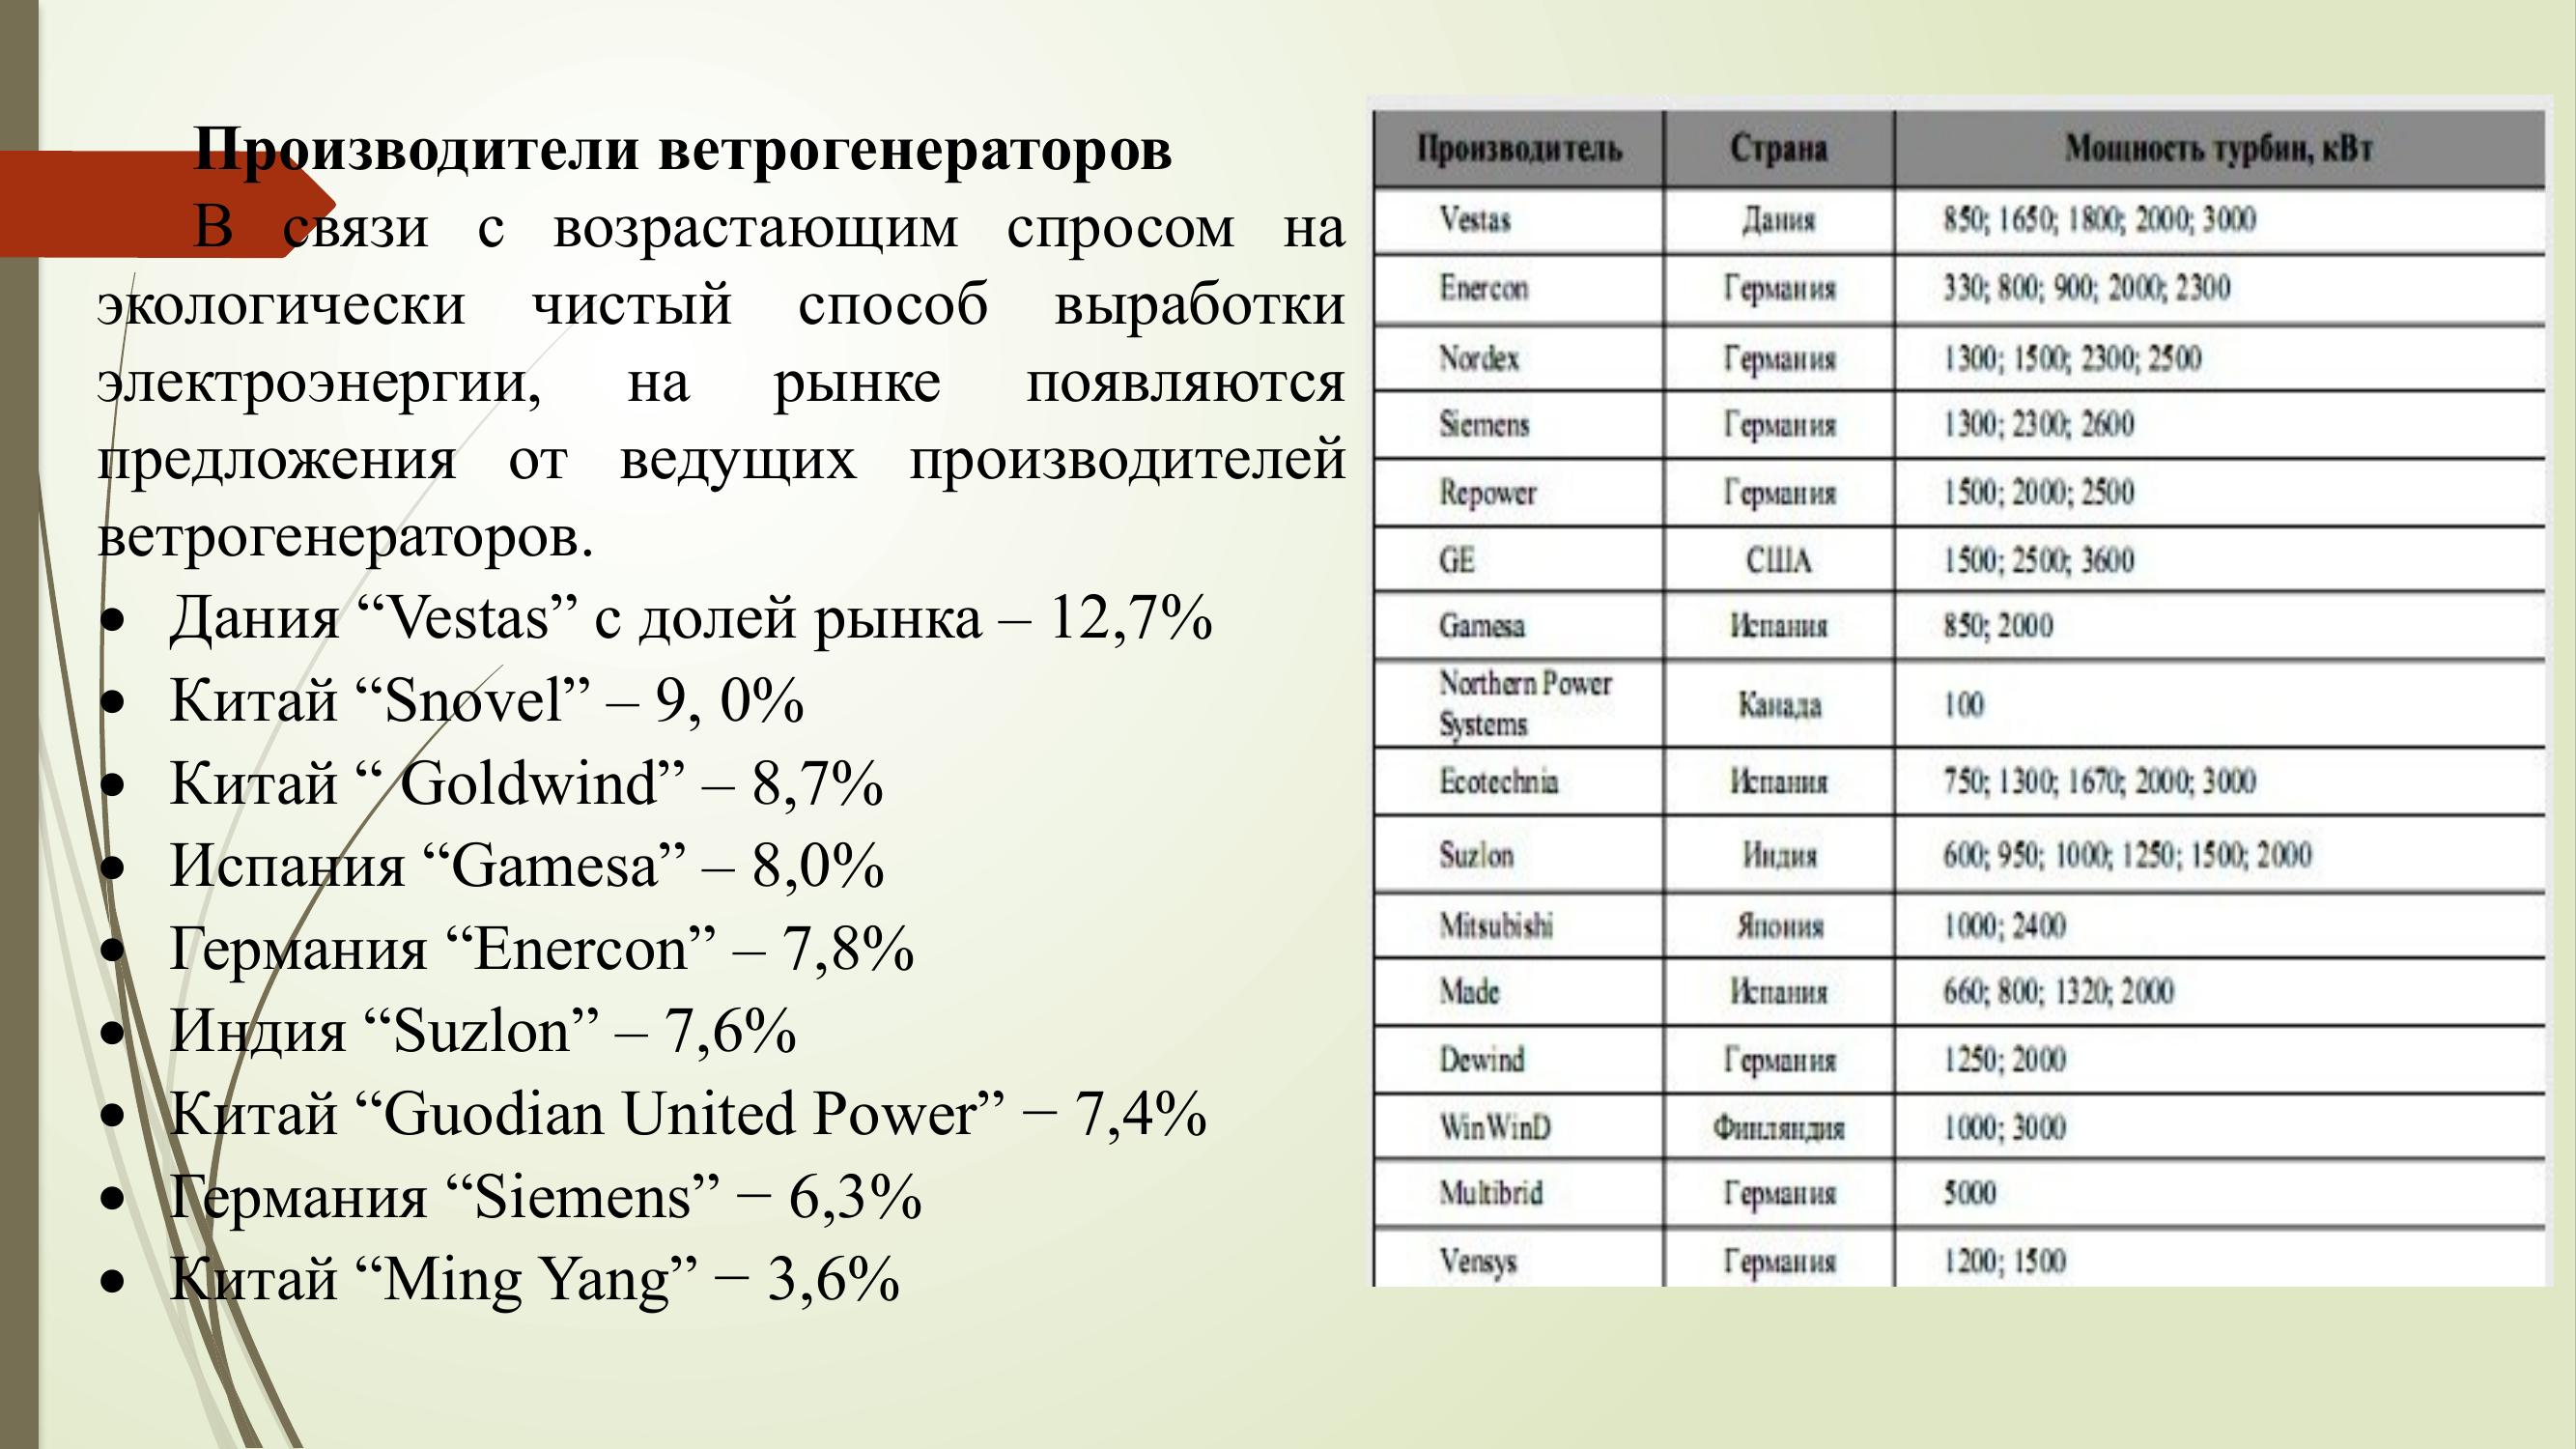 Производители ветрогенераторов
В связи с возрастающим спросом на
экологически чистый способ выработки
электроэнергии, на рынке появляются
предложения от ведущих производителей
ветрогенераторов.
• Дания “Vestas” с долей рынка – 12,7%
• Китай “Snovel” – 9, 0%
• Китай “ Goldwind” – 8,7%
• Испания “Gamesa” – 8,0%
• Германия “Enercon” – 7,8%
• Индия “Suzlon” – 7,6%
• Китай “Guodian United Power” − 7,4%
• Германия “Siemens” − 6,3%
• Китай “Ming Yang” − 3,6%
Производитель Страна Мощность турбин, кВт
Vestas Дания 850; 1650; 1800; 2000; 3000
Enercon Германия 330; 800; 900; 2000; 2300
Nordex Германия 1300; 1500; 2300; 2500
Siemens Германия 1300; 2300; 2600
Repower Германия 1500; 2000; 2500
GE США 1500; 2500; 3600
Gamesa Испания 850; 2000
Northern Power
Systems Канада 100
Ecotechnia Испания 750; 1300; 1670; 2000; 3000
Suzlon Индия 600; 950; 1000; 1250; 1500; 2000
Mitsubishi Япония 1000; 2400
Made Испания 660; 800; 1320; 2000
Dewind Германия 1250; 2000
WinWinD Финляндия 1000; 3000
Multibrid Германия 5000
Vensys Германия 1200; 1500